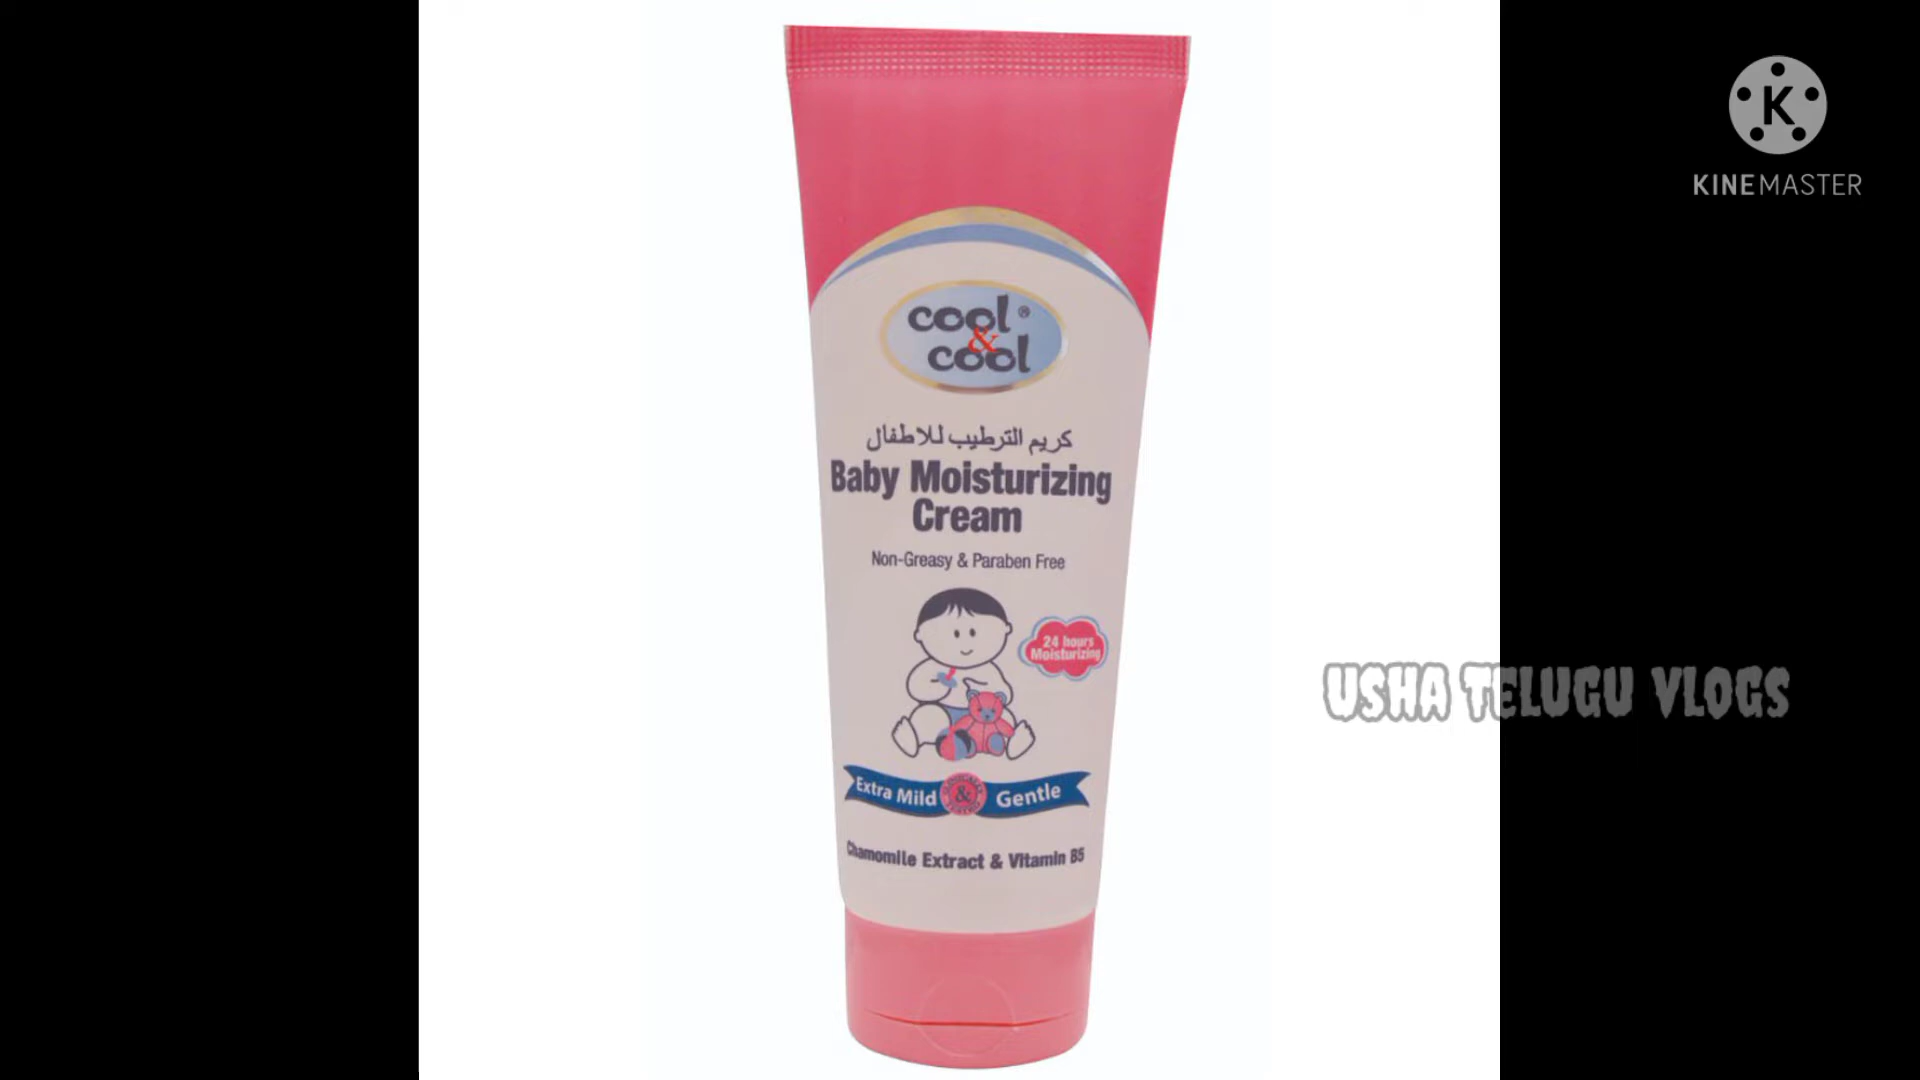 KINEMASTER
cool®
&
cool
كريم الترطيب للاطفال
Baby Moisturizing
Cream
Non-Greasy & Paraben Free
24 hours
Moisturizing
USHA TELUGU VLOGS
Extra Mild & Gentle
Chamomile Extract & Vitamin B5